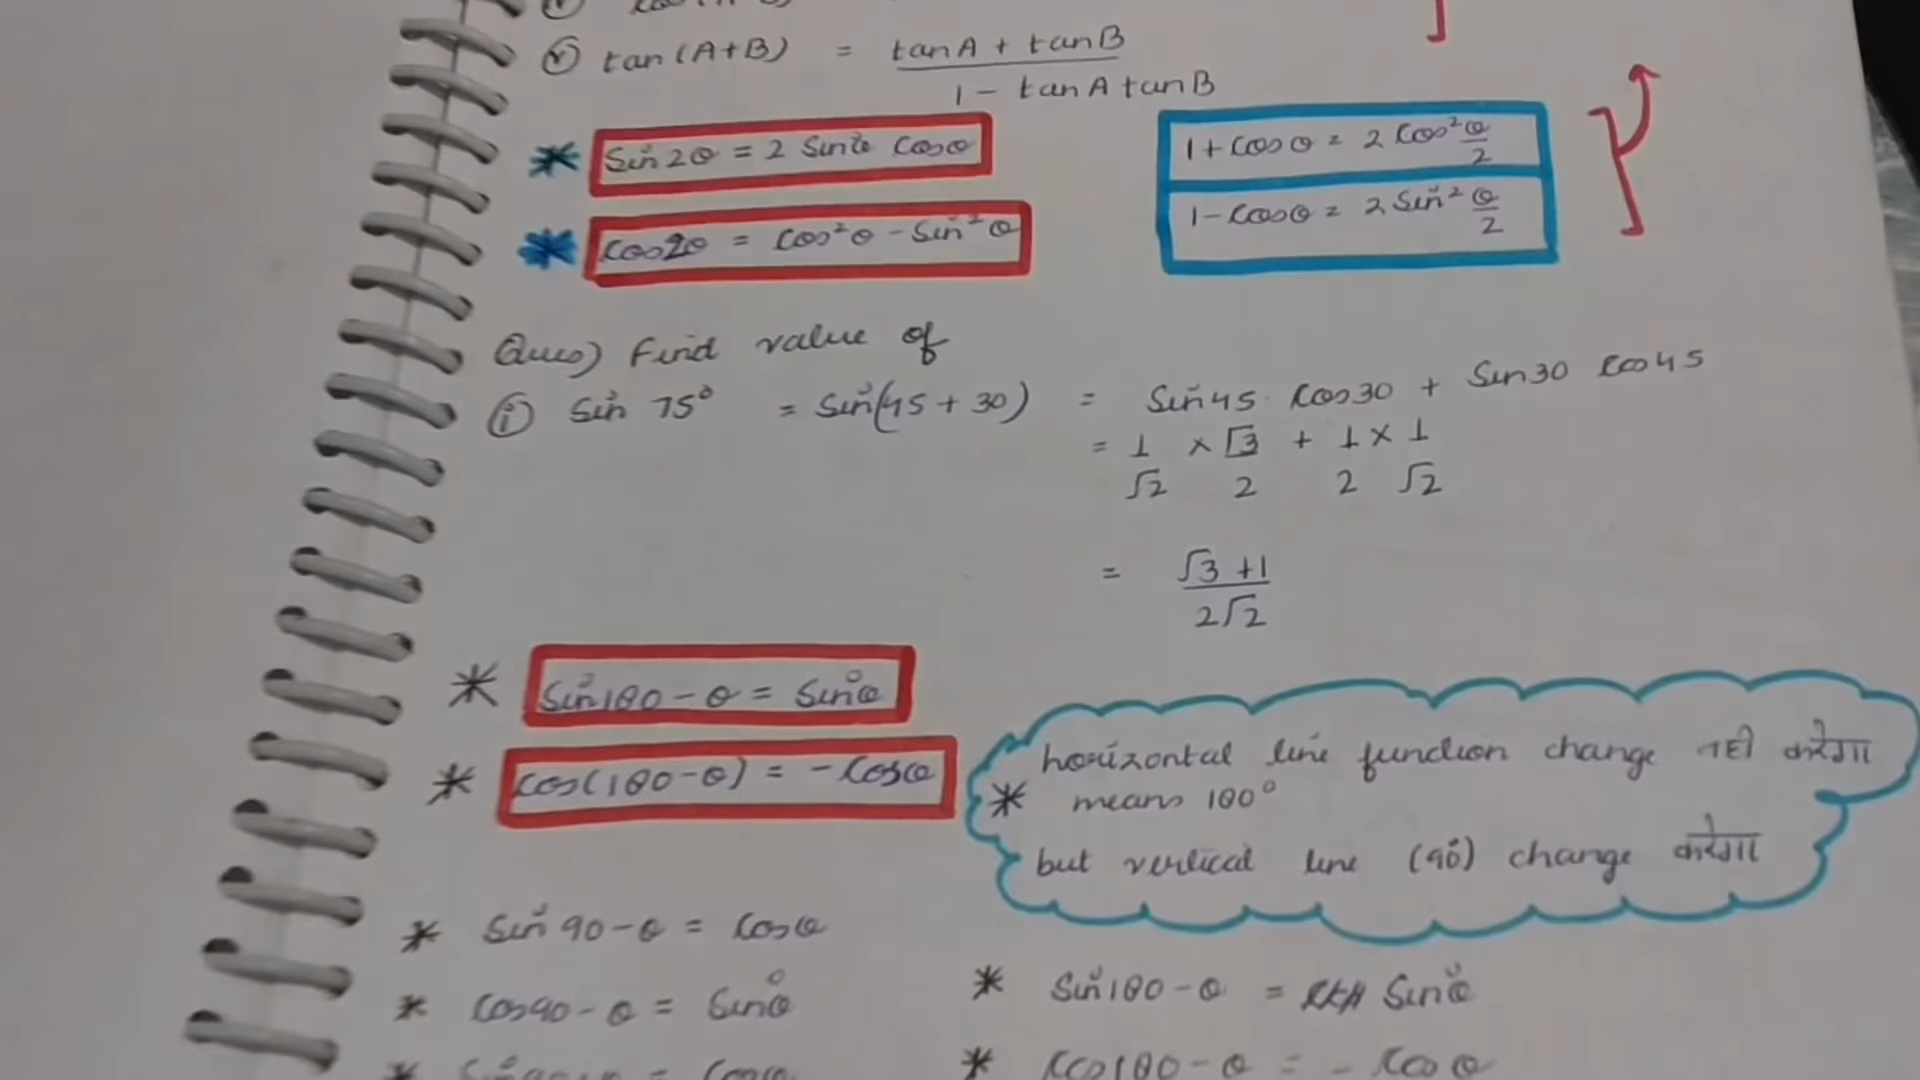 ⓥ tan (A+B) = tanA + tanB / 1 - tanA tanB
* Sin2θ = 2 Sinθ Cosθ
1+cosθ = 2 Cos²θ/2
1-cosθ = 2 Sin²θ/2
* Cos2θ = Cos²θ - Sin²θ
Ques) Find value of
ⓘ Sin 75° = Sin(45 + 30) = Sin45 Cos30 + Sin30 Cos45
= 1/√2 × √3/2 + 1/2 × 1/√2
= √3 +1 / 2√2
* Sin180 - θ = Sinθ
* Cos(180-θ) = - Cosθ
horizontal line function change नही करेगा
* means 180°
but vertical line (90°) change करेगा
* Sin 90-θ = Cosθ
* Cos90-θ = Sinθ
* Sin180-θ = Sinθ
* Cos180-θ = - Cosθ